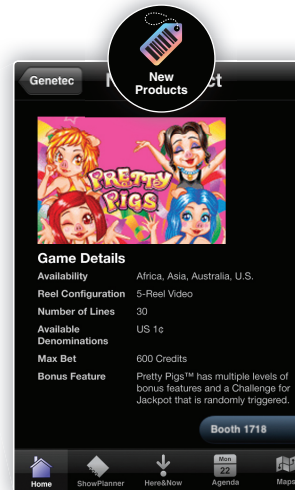 New
Products
Genetec
PRETTY
PIGS
Game Details
Availability Africa, Asia, Australia, U.S.
Reel Configuration 5-Reel Video
Number of Lines 30
Available
Denominations US 1¢
Max Bet 600 Credits
Bonus Feature Pretty Pigs™ has multiple levels of
bonus features and a Challenge for
Jackpot that is randomly triggered.
Booth 1718
Mon
22
Home ShowPlanner Here&Now Agenda Maps